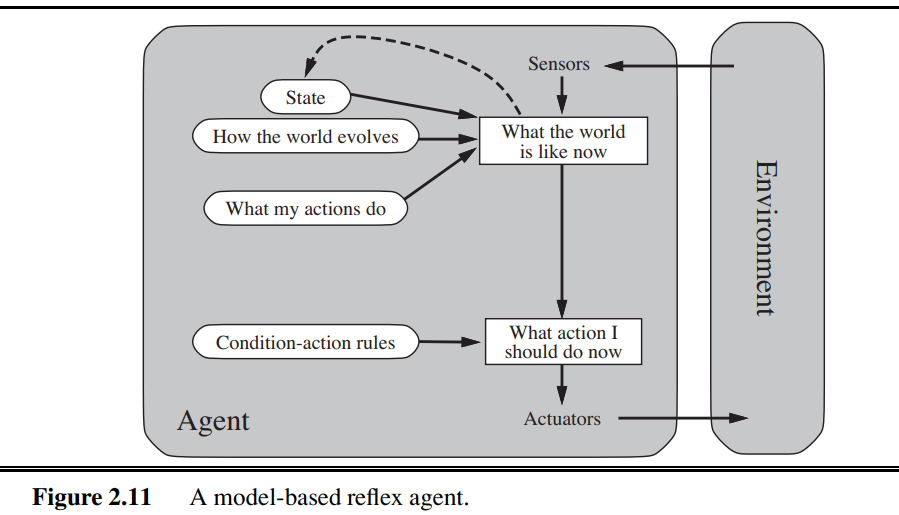 Sensors
State
What the world
is like now
How the world evolves
What my actions do
Environment
What action I
should do now
Condition-action rules
Agent
Actuators
Figure 2.11 A model-based reflex agent.